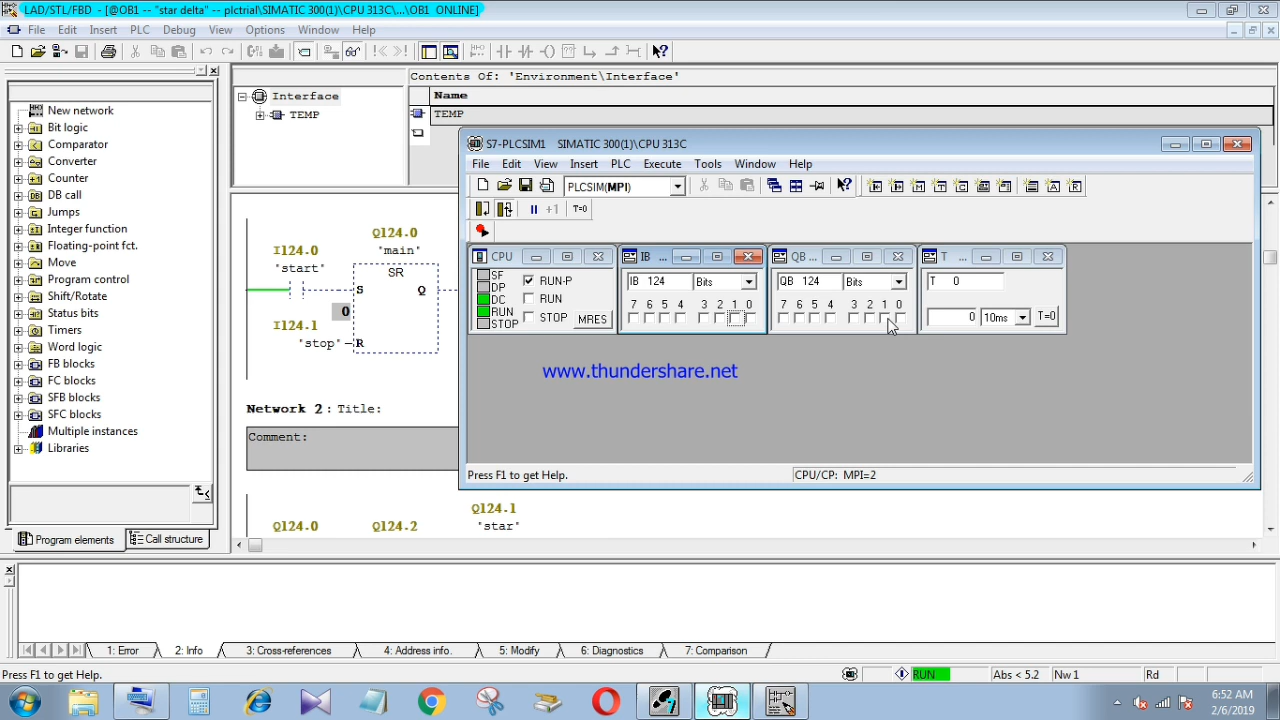 LAD/STL/FBD - [@OB1 -- "star delta" -- plctrial\SIMATIC 300(1)\CPU 313C\...\OB1 ONLINE]
File Edit Insert PLC Debug View Options Window Help
Contents Of: 'Environment\Interface'
Interface
TEMP
Name
TEMP
New network
Bit logic
Comparator
Converter
Counter
DB call
Jumps
Integer function
Floating-point fct.
Move
Program control
Shift/Rotate
Status bits
Timers
Word logic
FB blocks
FC blocks
SFB blocks
SFC blocks
Multiple instances
Libraries
Program elements Call structure
Q124.0
I124.0 "main"
"start" SR
S Q
0
I124.1
"stop" R
Network 2 : Title:
Comment:
Q124.1
"star"
Q124.0 Q124.2
S7-PLCSIM1 SIMATIC 300(1)\CPU 313C
File Edit View Insert PLC Execute Tools Window Help
PLCSIM(MPI)
+1 T=0
CPU
SF
DP
DC
RUN
STOP
RUN-P
RUN
STOP
MRES
IB ...
IB 124 Bits
7 6 5 4 3 2 1 0
QB ...
QB 124 Bits
7 6 5 4 3 2 1 0
T ...
T 0
0 10ms T=0
www.thundershare.net
Press F1 to get Help. CPU/CP: MPI=2
1: Error 2: Info 3: Cross-references 4: Address info. 5: Modify 6: Diagnostics 7: Comparison
Press F1 to get Help. RUN Abs < 5.2 Nw 1 Rd
6:52 AM
2/6/2019